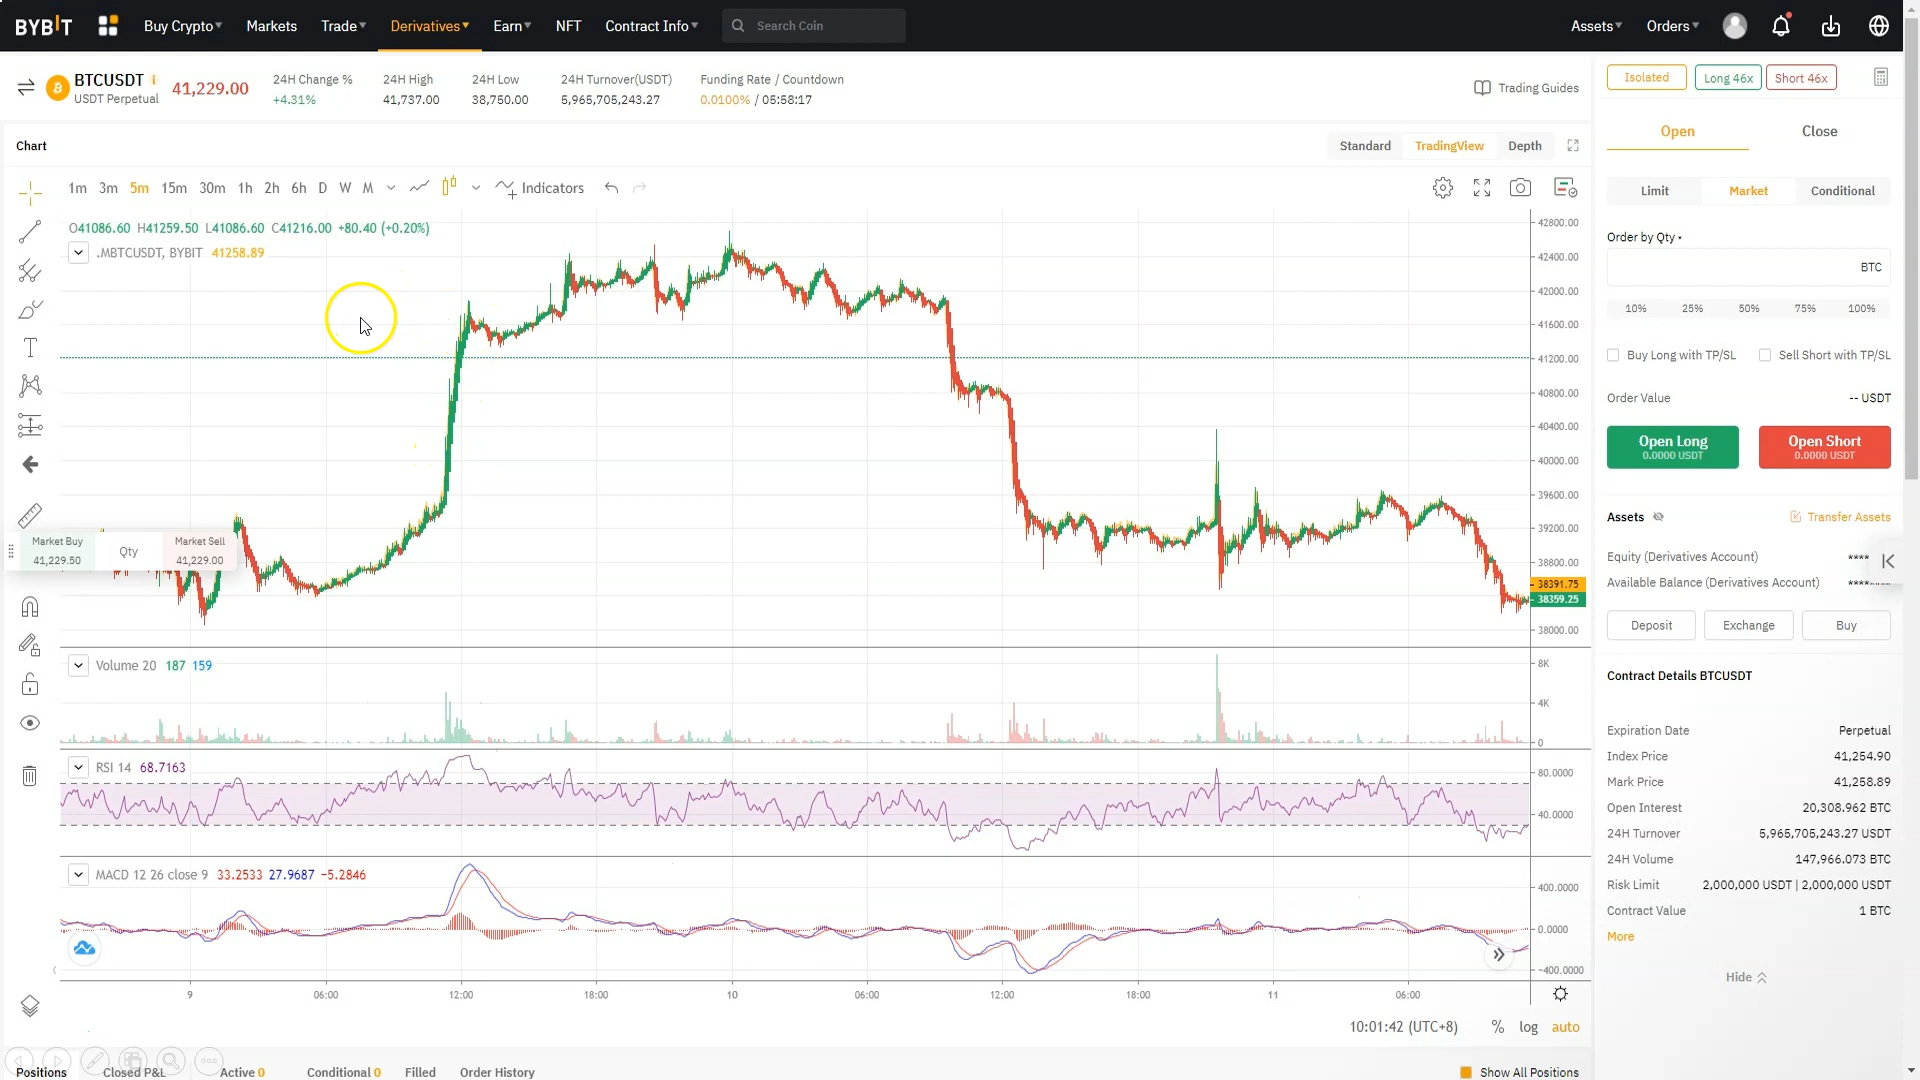 BYBIT Buy Crypto Markets Trade Derivatives Earn NFT Contract Info Search Coin Assets Orders
BTCUSDT
USDT Perpetual
41,229.00
24H Change %
+4.31%
24H High
41,737.00
24H Low
38,750.00
24H Turnover(USDT)
5,965,705,243.27
Funding Rate / Countdown
0.0100% / 05:58:17
Trading Guides
Isolated Long 46x Short 46x
Chart
Standard TradingView Depth
Open Close
1m 3m 5m 15m 30m 1h 2h 6h D W M Indicators
Limit Market Conditional
O41086.60 H41259.50 L41086.60 C41216.00 +80.40 (+0.20%)
.MBTCUSDT, BYBIT 41258.89
42800.00
42400.00
42000.00
41600.00
41200.00
40800.00
40400.00
40000.00
39600.00
39200.00
38800.00
38391.75
38359.25
38000.00
Market Buy
41,229.50
Qty
Market Sell
41,229.00
Volume 20 187 159
8K
4K
0
RSI 14 68.7163
80.0000
40.0000
MACD 12 26 close 9 33.2533 27.9687 −5.2846
400.0000
0.0000
−400.0000
9 06:00 12:00 18:00 10 06:00 12:00 18:00 11 06:00
10:01:42 (UTC+8) % log auto
Positions Closed P&L Active 0 Conditional 0 Filled Order History Show All Positions
Order by Qty
BTC
10% 25% 50% 75% 100%
Buy Long with TP/SL Sell Short with TP/SL
Order Value -- USDT
Open Long
0.0000 USDT
Open Short
0.0000 USDT
Assets Transfer Assets
Equity (Derivatives Account) ****
Available Balance (Derivatives Account) ****
Deposit Exchange Buy
Contract Details BTCUSDT
Expiration Date Perpetual
Index Price 41,254.90
Mark Price 41,258.89
Open Interest 20,308.962 BTC
24H Turnover 5,965,705,243.27 USDT
24H Volume 147,966.073 BTC
Risk Limit 2,000,000 USDT | 2,000,000 USDT
Contract Value 1 BTC
More
Hide